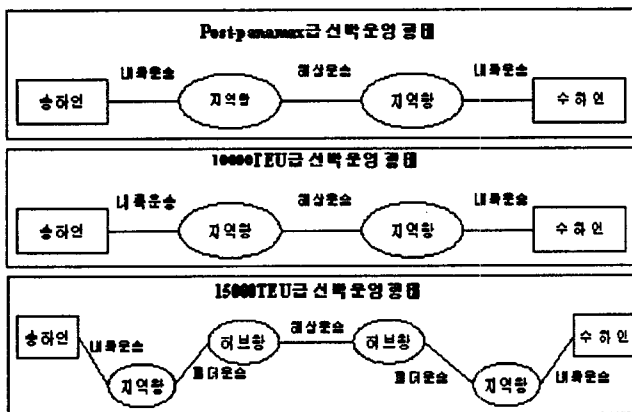 Post-panamax급 선박운영형태
내륙운송 해상운송 내륙운송
송하인 지역항 지역항 수하인
10000TEU급 선박운영형태
내륙운송 해상운송 내륙운송
송하인 지역항 지역항 수하인
15000TEU급 선박운영형태
송하인 허브항 해상운송 허브항 수하인
내륙운송 피더운송 피더운송 내륙운송
지역항 지역항